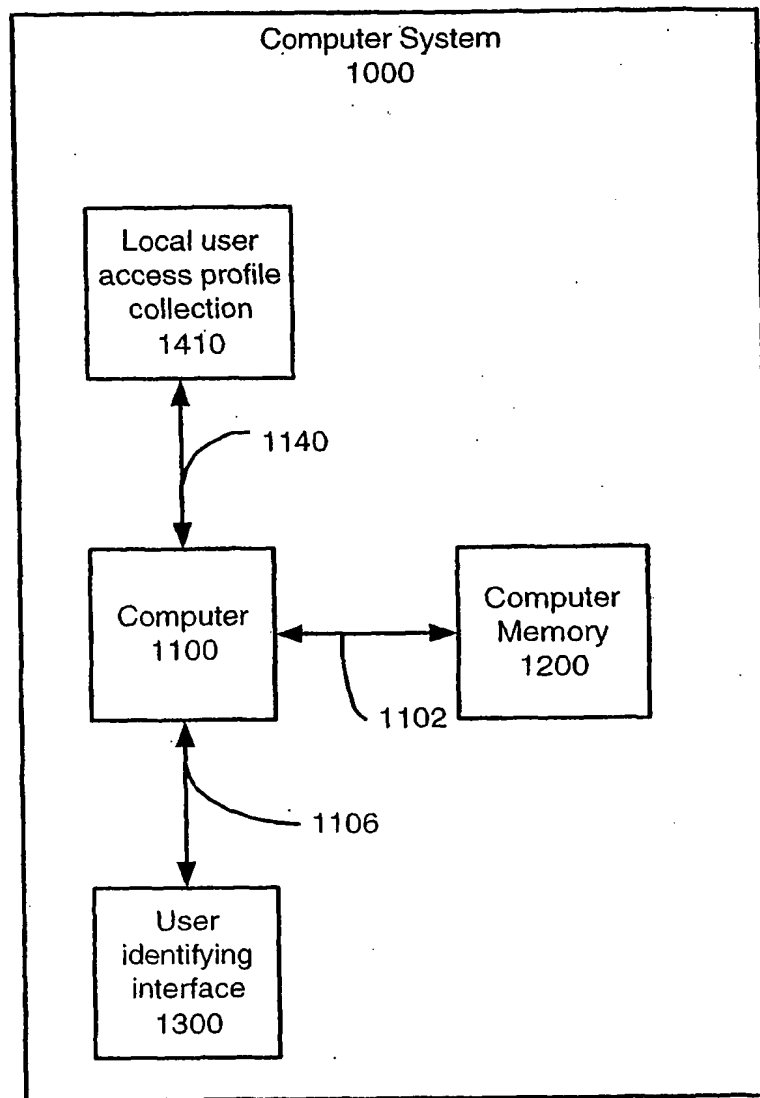 Computer System
1000
Local user
access profile
collection
1410
1140
Computer
1100
Computer
Memory
1200
1102
1106
User
identifying
interface
1300